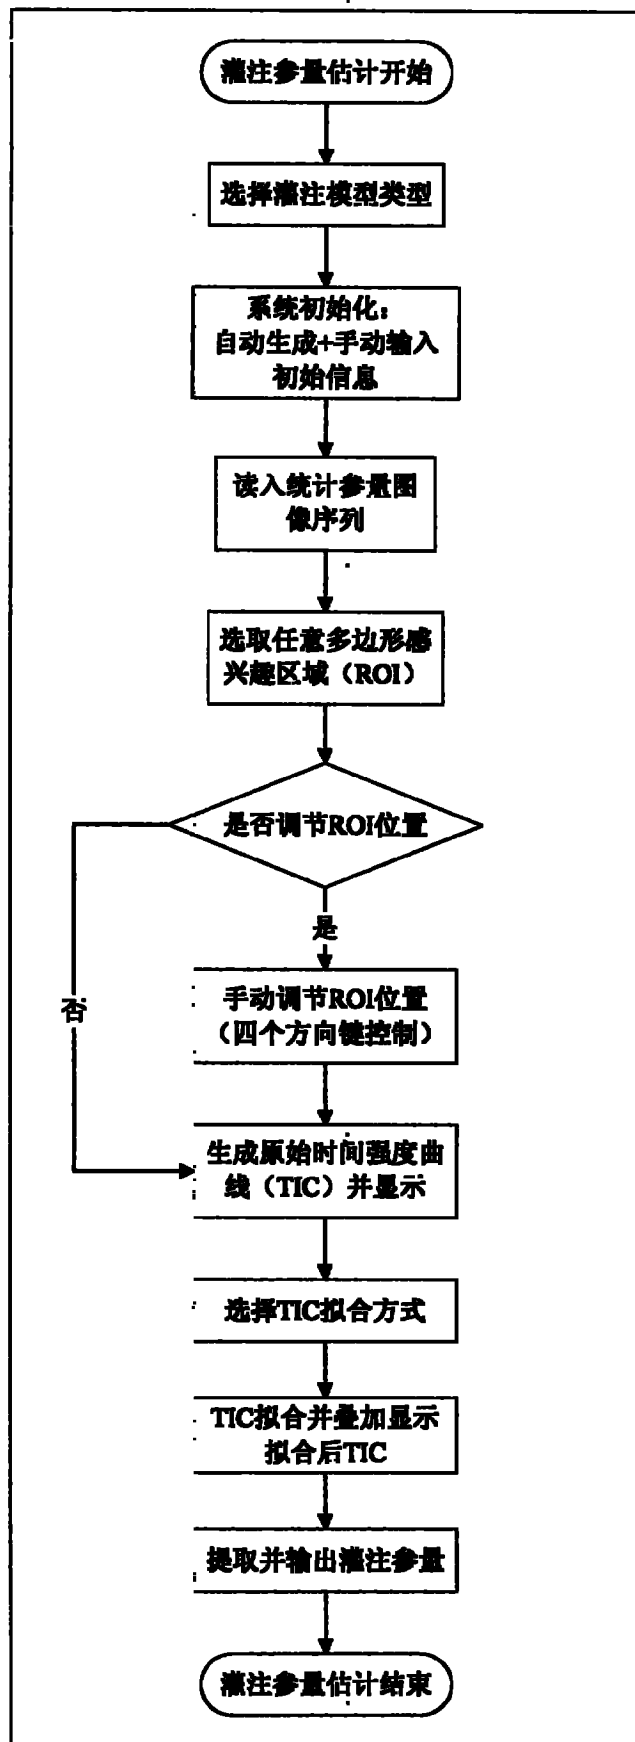 灌注参量估计开始
选择灌注模型类型
系统初始化：
自动生成+手动输入
初始信息
读入统计参量图
像序列
选取任意多边形感
兴趣区域（ROI）
是否调节ROI位置
是
否
手动调节ROI位置
（四个方向键控制）
生成原始时间强度曲
线（TIC）并显示
选择TIC拟合方式
TIC拟合并叠加显示
拟合后TIC
提取并输出灌注参量
灌注参量估计结束